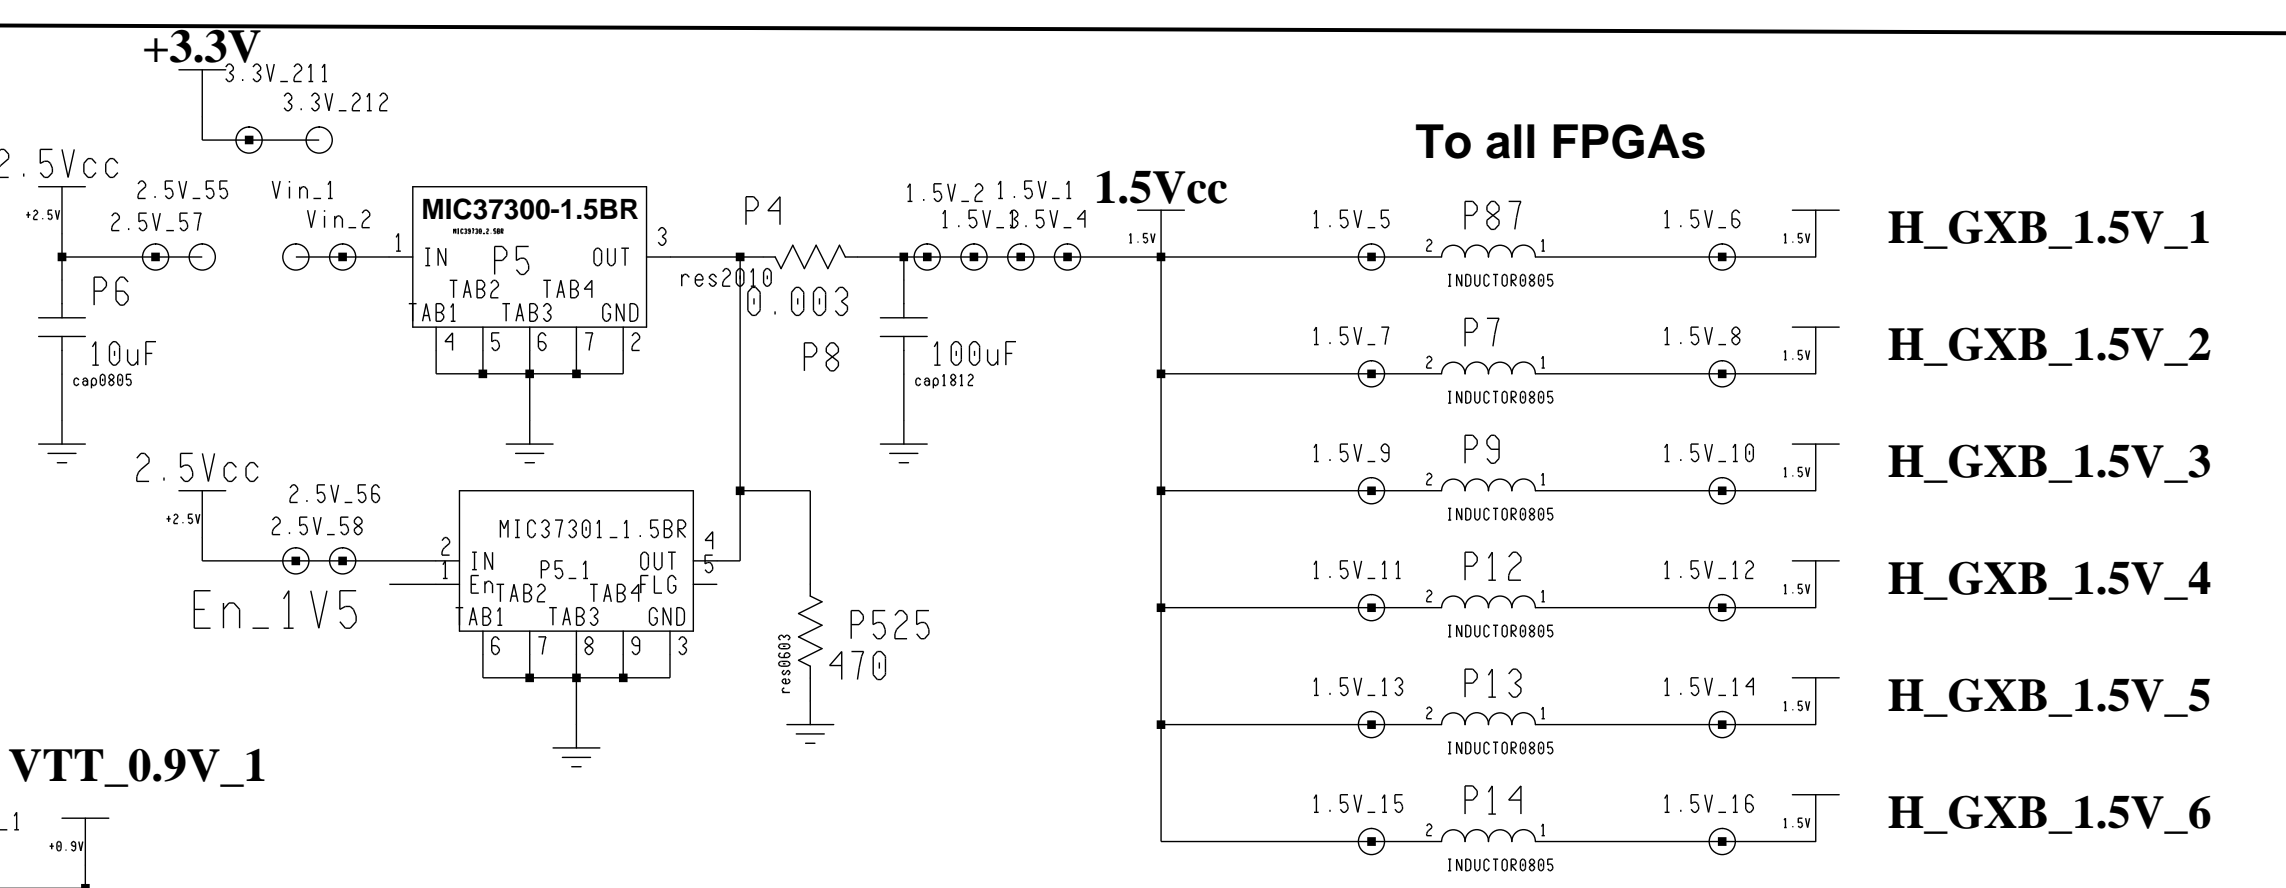 +3.3V
3.3V_211
3.3V_212
To all FPGAs
2.5Vcc
+2.5V
2.5V_55
2.5V_57
Vin_1
Vin_2
P6
10uF
cap0805
MIC37300-1.5BR
1 IN P5 OUT 3
TAB2 TAB4
TAB1 TAB3 GND
4 5 6 7 2
P4
res2010
0.003
1.5V_2 1.5V_1
1.5V_3 1.5V_4
1.5Vcc
1.5V
P8
100uF
cap1812
1.5V_5 P87 1.5V_6
2 1 1.5V
INDUCTOR0805
H_GXB_1.5V_1
1.5V_7 P7 1.5V_8
2 1 1.5V
INDUCTOR0805
H_GXB_1.5V_2
1.5V_9 P9 1.5V_10
2 1 1.5V
INDUCTOR0805
H_GXB_1.5V_3
1.5V_11 P12 1.5V_12
2 1 1.5V
INDUCTOR0805
H_GXB_1.5V_4
1.5V_13 P13 1.5V_14
2 1 1.5V
INDUCTOR0805
H_GXB_1.5V_5
1.5V_15 P14 1.5V_16
2 1 1.5V
INDUCTOR0805
H_GXB_1.5V_6
2.5Vcc
+2.5V
2.5V_56
2.5V_58
En_1V5
MIC37301_1.5BR
2 IN P5_1 OUT 4
1 En FLG 5
TAB2 TAB4
TAB1 TAB3 GND
6 7 8 9 3
res0603
P525
470
VTT_0.9V_1
_1
+0.9V